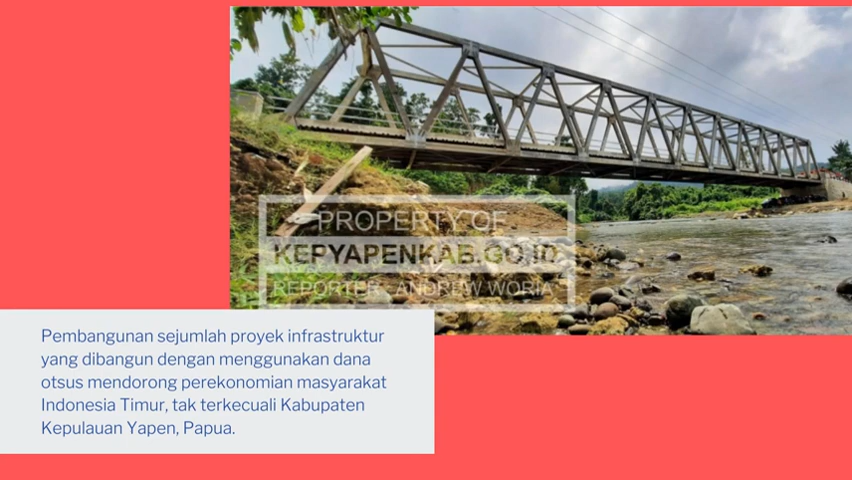 PROPERTY OF
KEPYAPENKAB.GO.ID
REPORTER - ANDREW WORIA
Pembangunan sejumlah proyek infrastruktur
yang dibangun dengan menggunakan dana
otsus mendorong perekonomian masyarakat
Indonesia Timur, tak terkecuali Kabupaten
Kepulauan Yapen, Papua.